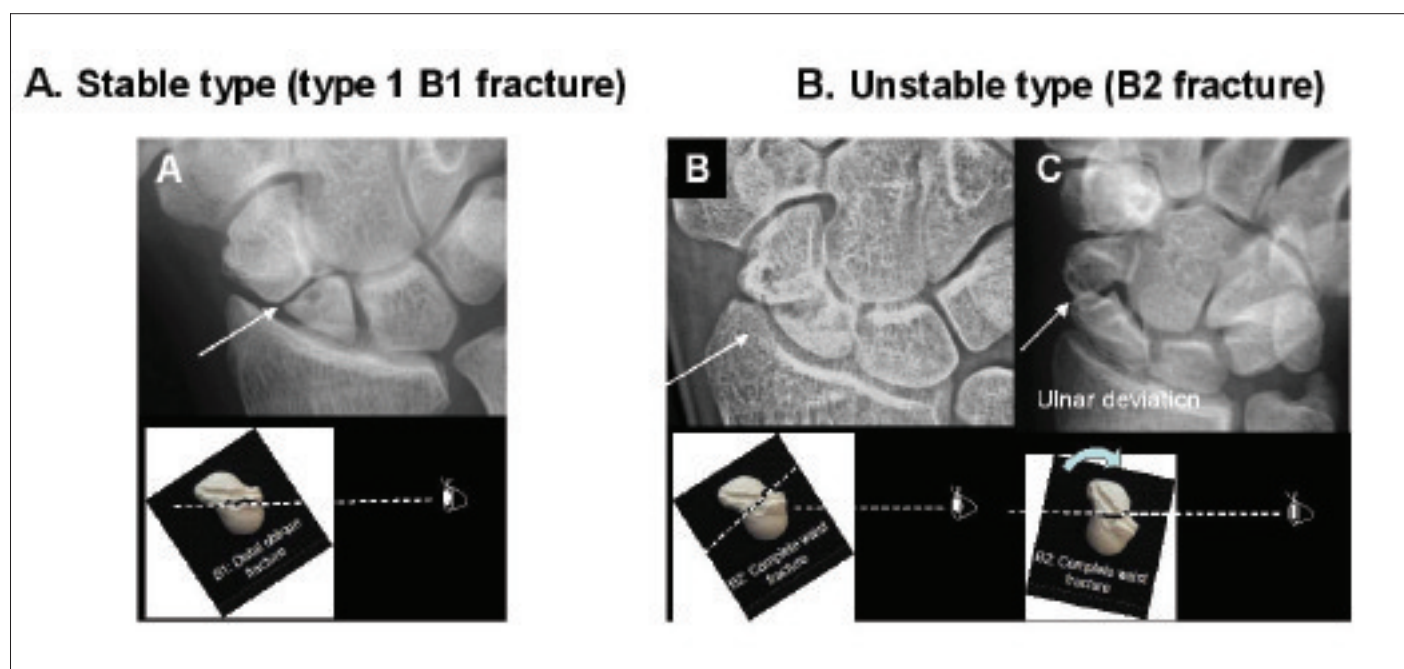 A. Stable type (type 1 B1 fracture)
B. Unstable type (B2 fracture)
A
B
C
Ulnar deviation
B1: Distal oblique
fracture
B2: Complete waist
fracture
B2: Complete waist
fracture